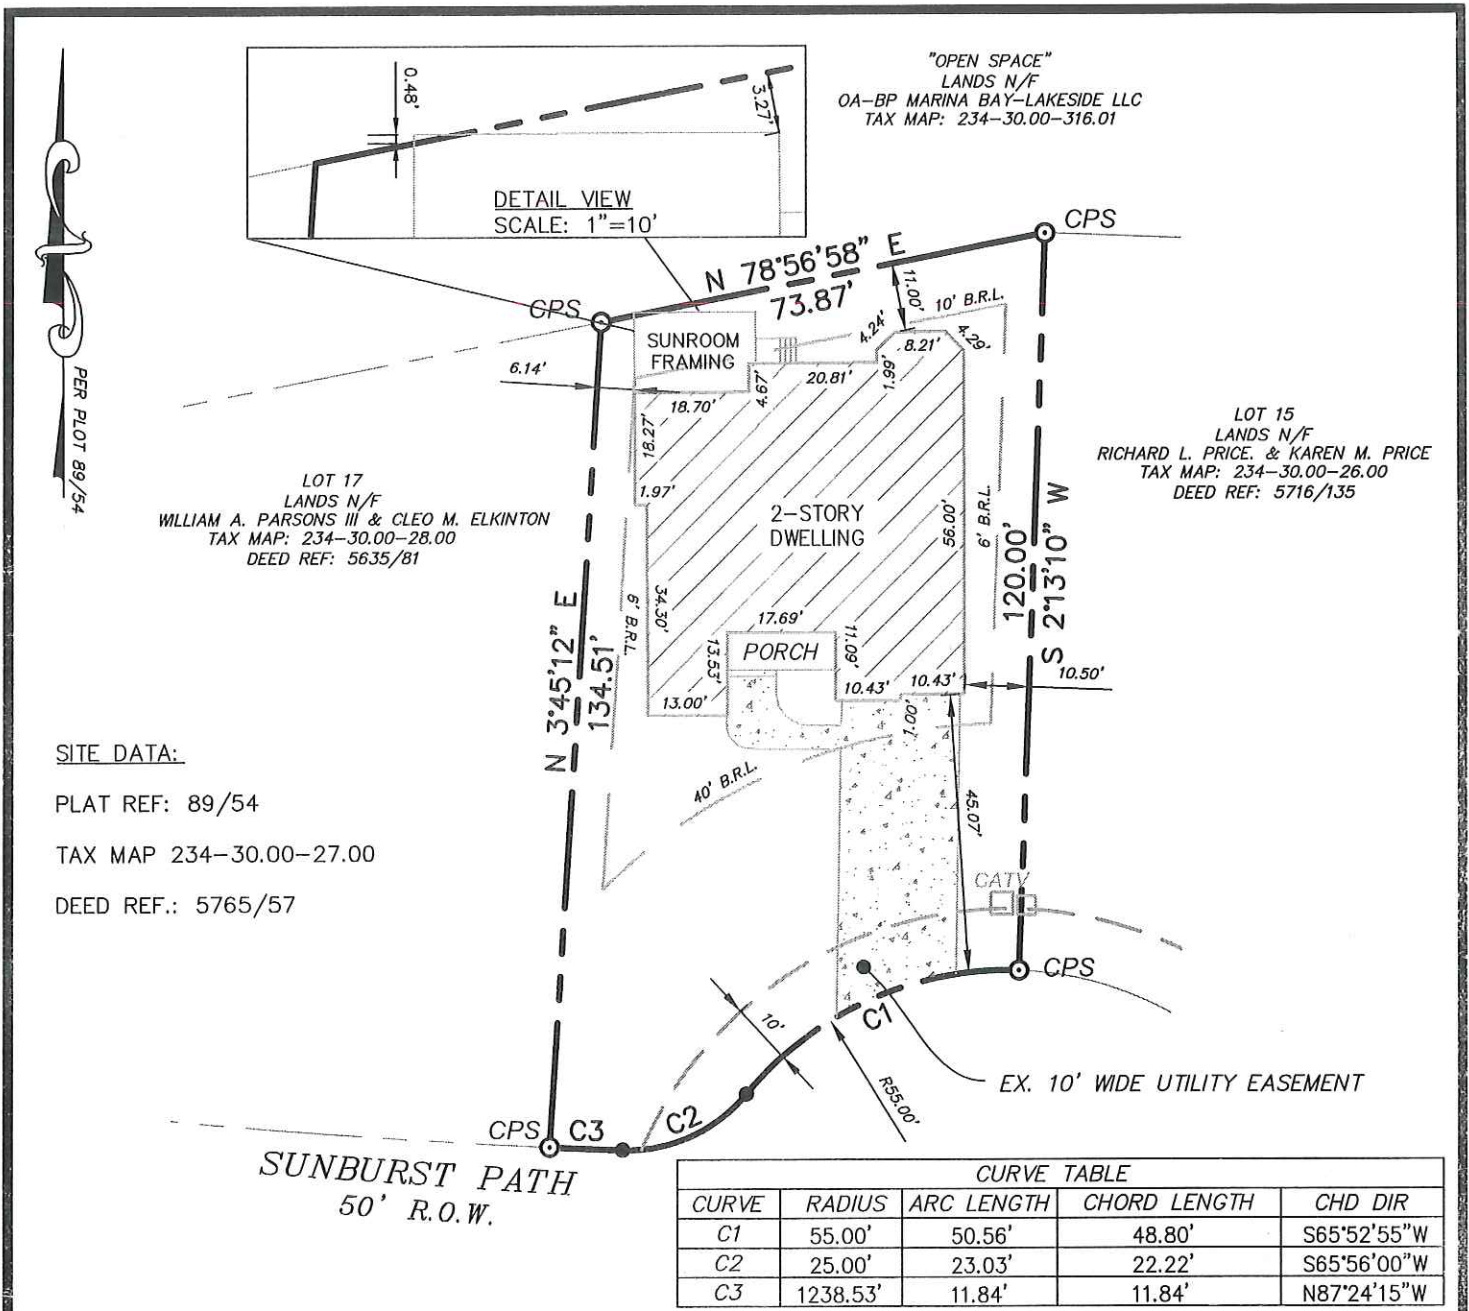 "OPEN SPACE"
LANDS N/F
OA-BP MARINA BAY-LAKESIDE LLC
TAX MAP: 234-30.00-316.01
0.48'
3.27'
DETAIL VIEW
SCALE: 1"=10'
PER PLOT 89/54
CPS
N 78°56'58" E
73.87'
CPS
11.00'
10' B.R.L.
SUNROOM
FRAMING
4.24'
8.21'
4.29'
6.14'
1.99'
20.81'
4.67'
18.70'
18.27'
LOT 15
LANDS N/F
RICHARD L. PRICE. & KAREN M. PRICE
TAX MAP: 234-30.00-26.00
DEED REF: 5716/135
LOT 17
LANDS N/F
WILLIAM A. PARSONS III & CLEO M. ELKINTON
TAX MAP: 234-30.00-28.00
DEED REF: 5635/81
1.97'
2-STORY
DWELLING
56.00'
6' B.R.L.
120.00'
S 2°13'10" W
N 3°45'12" E
134.51'
6' B.R.L.
34.30'
17.69'
PORCH
13.53'
11.09'
13.00'
10.43'
10.43'
10.50'
1.00'
40' B.R.L.
45.07'
SITE DATA:
PLAT REF: 89/54
TAX MAP 234-30.00-27.00
DEED REF.: 5765/57
CATV
CPS
C1
10'
R55.00'
EX. 10' WIDE UTILITY EASEMENT
CPS
C3
C2
SUNBURST PATH
50' R.O.W.
CURVE TABLE
CURVE RADIUS ARC LENGTH CHORD LENGTH CHD DIR
C1 55.00' 50.56' 48.80' S65°52'55"W
C2 25.00' 23.03' 22.22' S65°56'00"W
C3 1238.53' 11.84' 11.84' N87°24'15"W